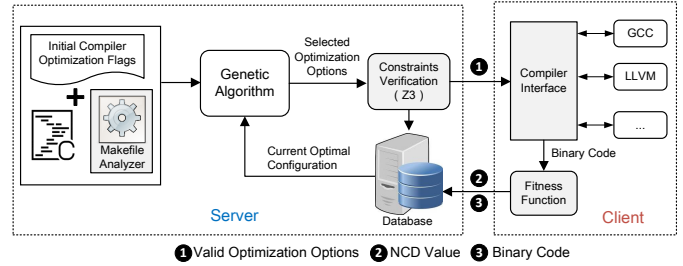 Initial Compiler
Optimization Flags
+
C
Makefile
Analyzer
Genetic
Algorithm
Selected
Optimization
Options
Constraints
Verification
( Z3 )
1
Compiler
Interface
GCC
LLVM
...
Binary Code
Current Optimal
Configuration
Database
2
3
Fitness
Function
Server
Client
1 Valid Optimization Options 2 NCD Value 3 Binary Code